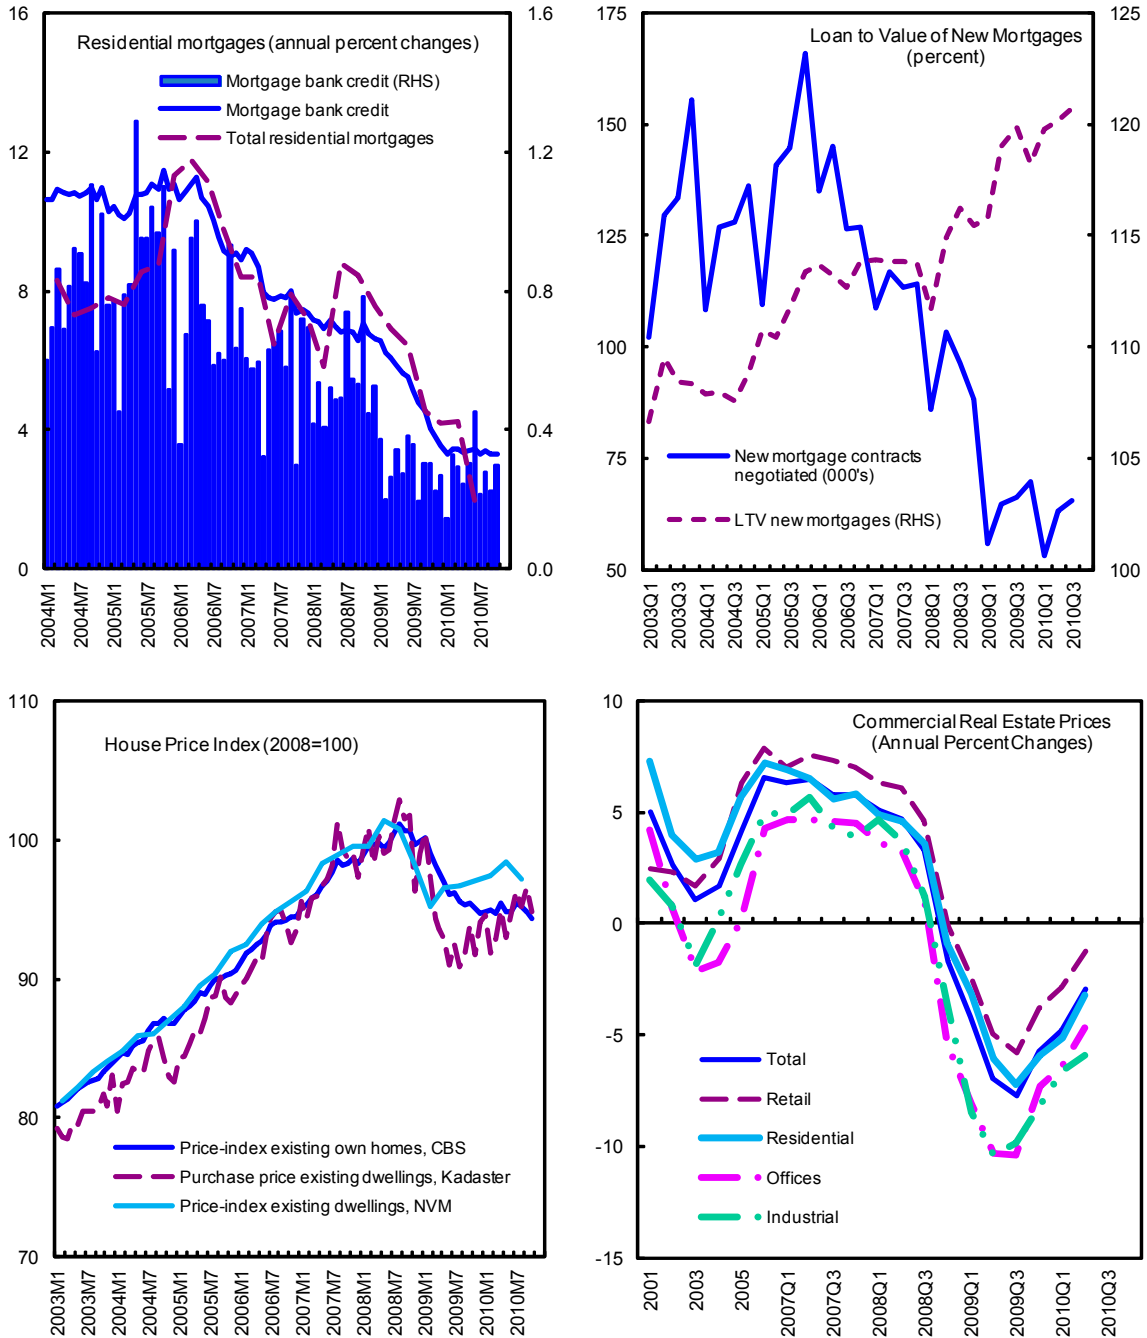 Residential mortgages (annual percent changes)
Mortgage bank credit (RHS)
Mortgage bank credit
Total residential mortgages
16
12
8
4
0
1.6
1.2
0.8
0.4
0.0
2004M1
2004M7
2005M1
2005M7
2006M1
2006M7
2007M1
2007M7
2008M1
2008M7
2009M1
2009M7
2010M1
2010M7
Loan to Value of New Mortgages
(percent)
New mortgage contracts
negotiated (000's)
LTV new mortgages (RHS)
175
150
125
100
75
50
125
120
115
110
105
100
2003Q1
2003Q3
2004Q1
2004Q3
2005Q1
2005Q3
2006Q1
2006Q3
2007Q1
2007Q3
2008Q1
2008Q3
2009Q1
2009Q3
2010Q1
2010Q3
House Price Index (2008=100)
Price-index existing own homes, CBS
Purchase price existing dwellings, Kadaster
Price-index existing dwellings, NVM
110
100
90
80
70
2003M1
2003M7
2004M1
2004M7
2005M1
2005M7
2006M1
2006M7
2007M1
2007M7
2008M1
2008M7
2009M1
2009M7
2010M1
2010M7
Commercial Real Estate Prices
(Annual Percent Changes)
Total
Retail
Residential
Offices
Industrial
10
5
0
-5
-10
-15
2001
2003
2005
2007Q1
2007Q3
2008Q1
2008Q3
2009Q1
2009Q3
2010Q1
2010Q3